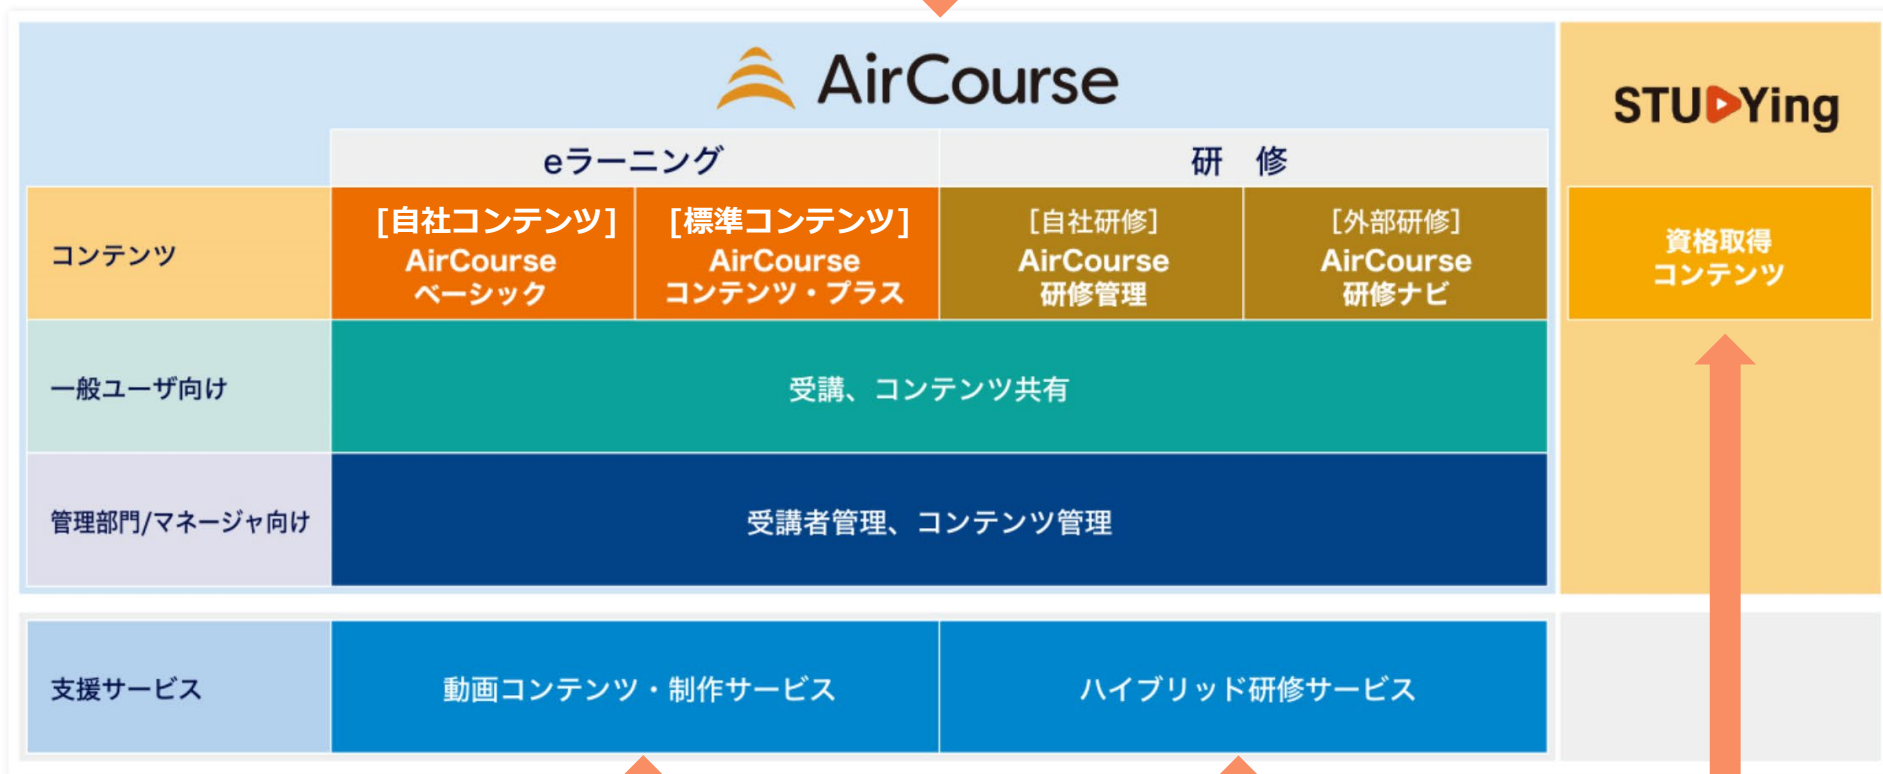 AirCourse
STUDYing
eラーニング
研 修
コンテンツ
[自社コンテンツ]
AirCourse
ベーシック
[標準コンテンツ]
AirCourse
コンテンツ・プラス
[自社研修]
AirCourse
研修管理
[外部研修]
AirCourse
研修ナビ
資格取得
コンテンツ
一般ユーザ向け
受講、コンテンツ共有
管理部門/マネージャ向け
受講者管理、コンテンツ管理
支援サービス
動画コンテンツ・制作サービス
ハイブリッド研修サービス